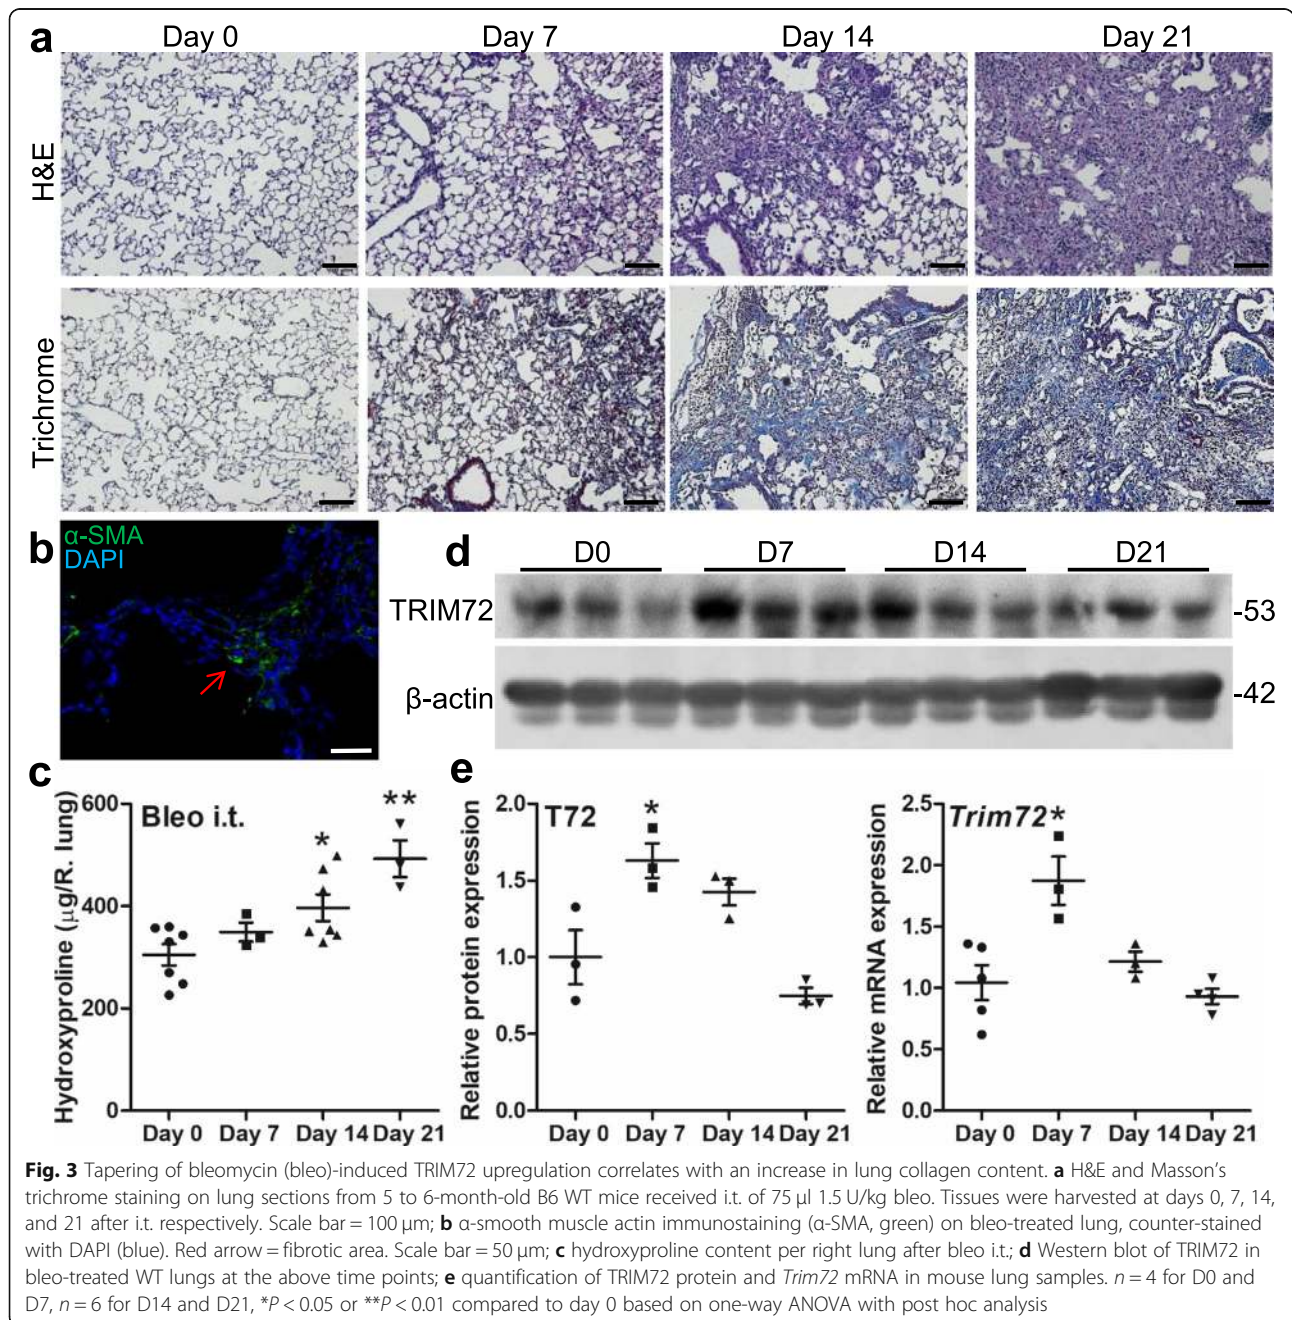 a
Day 0 Day 7 Day 14 Day 21
H&E
Trichrome
b
α-SMA
DAPI
d
D0 D7 D14 D21
TRIM72 -53
β-actin -42
c
Hydroxyproline (μg/R. lung)
600
400
200
0
Bleo i.t.
*
**
Day 0 Day 7 Day 14 Day 21
e
Relative protein expression
2.0
1.5
1.0
0.5
0.0
T72
*
Day 0 Day 7 Day 14 Day 21
Relative mRNA expression
2.5
2.0
1.5
1.0
0.5
0.0
Trim72
*
Day 0 Day 7 Day 14 Day 21
Fig. 3 Tapering of bleomycin (bleo)-induced TRIM72 upregulation correlates with an increase in lung collagen content. a H&E and Masson's
trichrome staining on lung sections from 5 to 6-month-old B6 WT mice received i.t. of 75 μl 1.5 U/kg bleo. Tissues were harvested at days 0, 7, 14,
and 21 after i.t. respectively. Scale bar = 100 μm; b α-smooth muscle actin immunostaining (α-SMA, green) on bleo-treated lung, counter-stained
with DAPI (blue). Red arrow = fibrotic area. Scale bar = 50 μm; c hydroxyproline content per right lung after bleo i.t.; d Western blot of TRIM72 in
bleo-treated WT lungs at the above time points; e quantification of TRIM72 protein and Trim72 mRNA in mouse lung samples. n = 4 for D0 and
D7, n = 6 for D14 and D21, *P < 0.05 or **P < 0.01 compared to day 0 based on one-way ANOVA with post hoc analysis